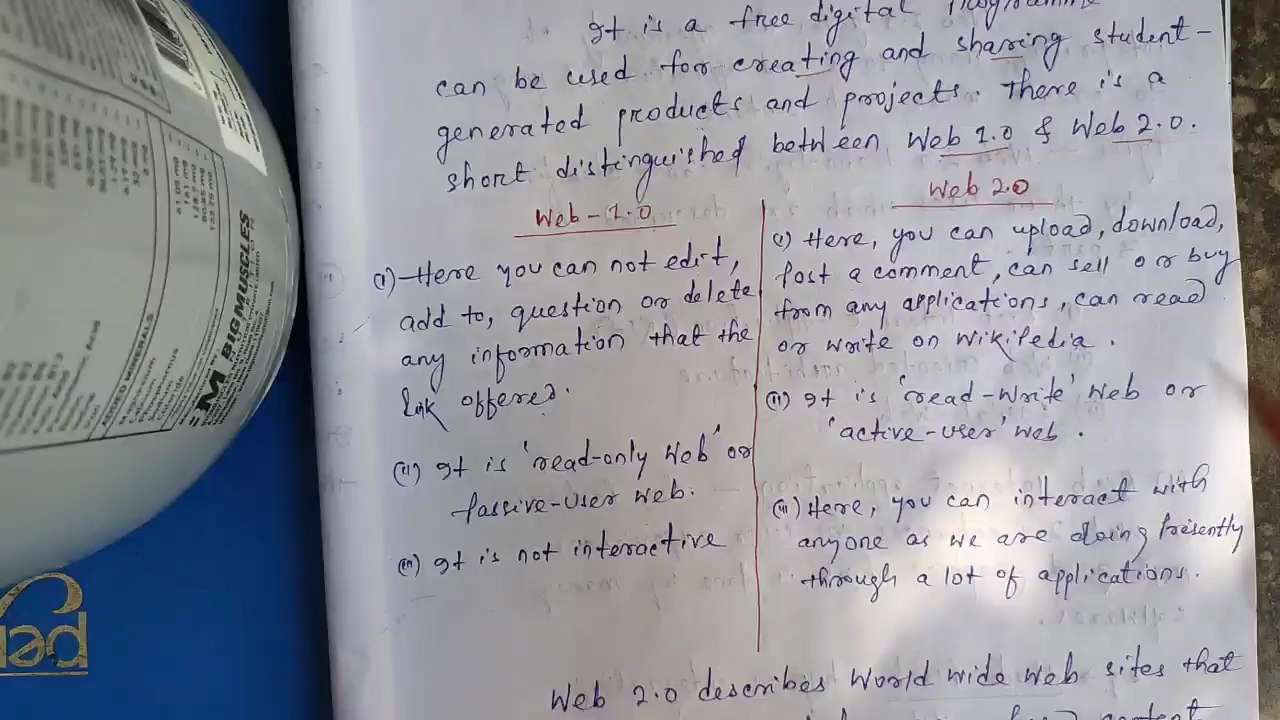 It is a free digital Programme
can be used for creating and sharing student-
generated products and projects. There is a
short distinguished between Web 1.0 & Web 2.0.
Web - 1.0
(i) Here you can not edit,
add to, question or delete
any information that the
link offered.
(ii) It is 'read-only Web' or
Passive-User Web.
(iii) It is not interactive
Web 2.0
(i) Here, you can upload, download,
Post a comment, can sell or buy
from any applications, can read
or write on Wikipedia.
(ii) It is 'read-write' Web or
'active-user' web.
(iii) Here, you can interact with
anyone as we are doing Presently
through a lot of applications.
Web 2.0 describes World wide Web sites that
content
BIGMUSCLES